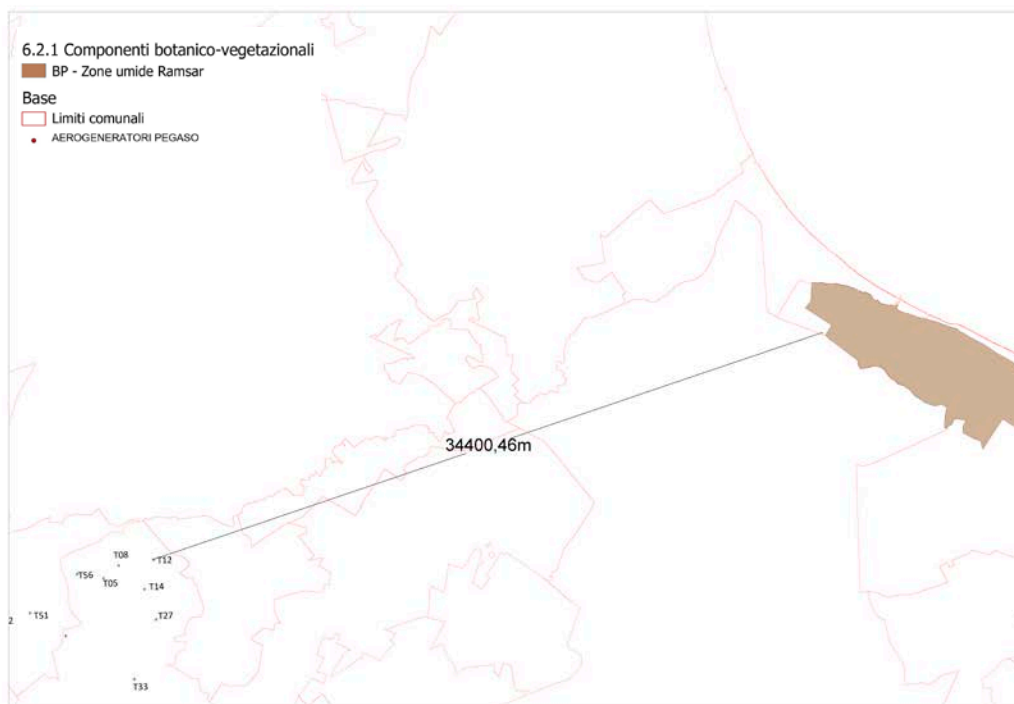 6.2.1 Componenti botanico-vegetazionali
BP - Zone umide Ramsar
Base
Limiti comunali
AEROGENERATORI PEGASO
34400,46m
T08
T12
T56
T05
T14
2
T51
T27
T33